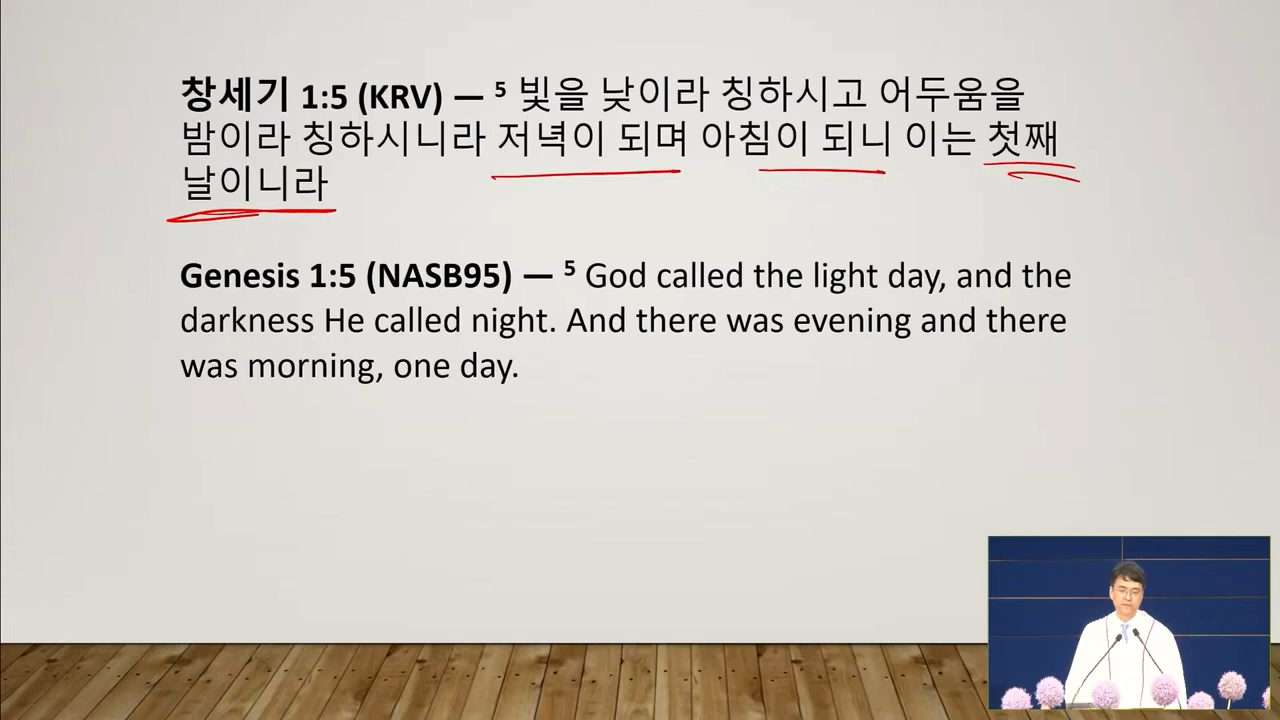 창세기 1:5 (KRV) — ⁵ 빛을 낮이라 칭하시고 어두움을
밤이라 칭하시니라 저녁이 되며 아침이 되니 이는 첫째
날이니라
Genesis 1:5 (NASB95) — ⁵ God called the light day, and the
darkness He called night. And there was evening and there
was morning, one day.